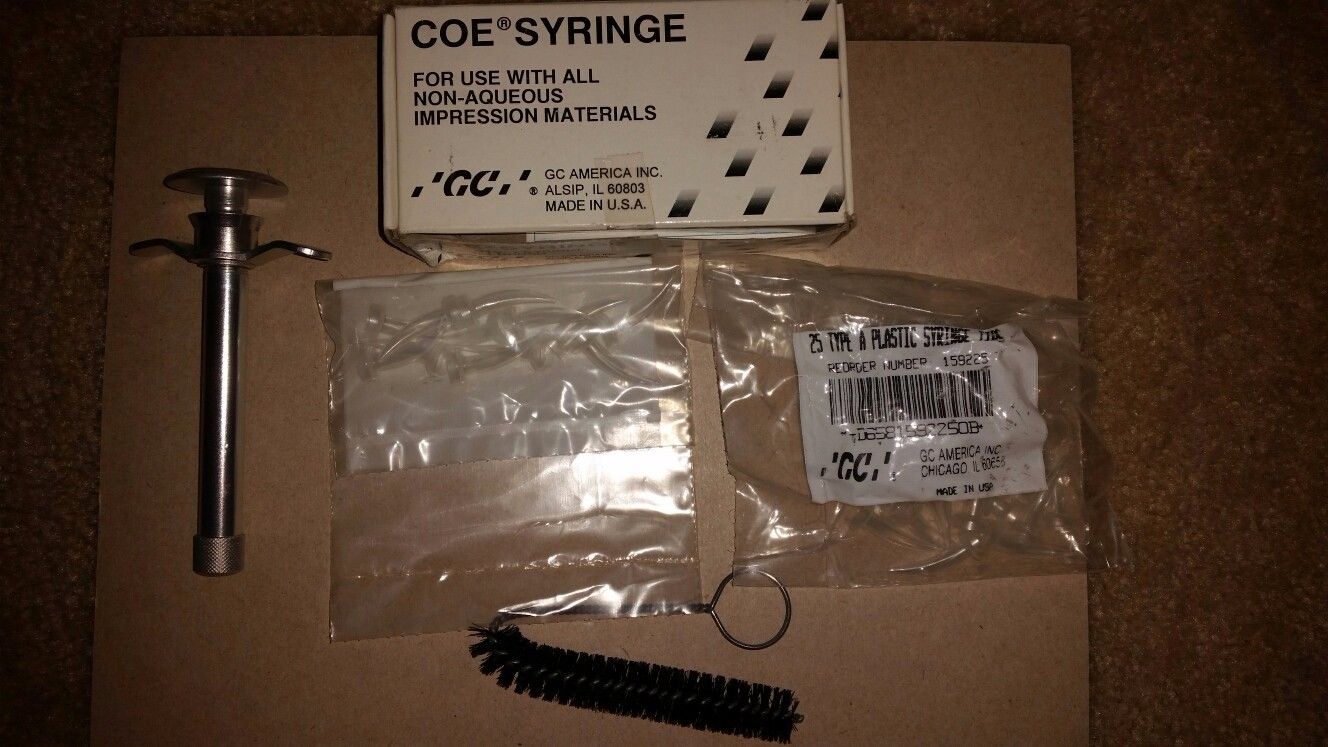 COE® SYRINGE
FOR USE WITH ALL
NON-AQUEOUS
IMPRESSION MATERIALS
GC ®
GC AMERICA INC.
ALSIP, IL 60803
MADE IN U.S.A.
25 TYPE A PLASTIC SYRINGE
REORDER NUMBER 159225
GC
GC AMERICA INC
CHICAGO, IL 60658
MADE IN USA